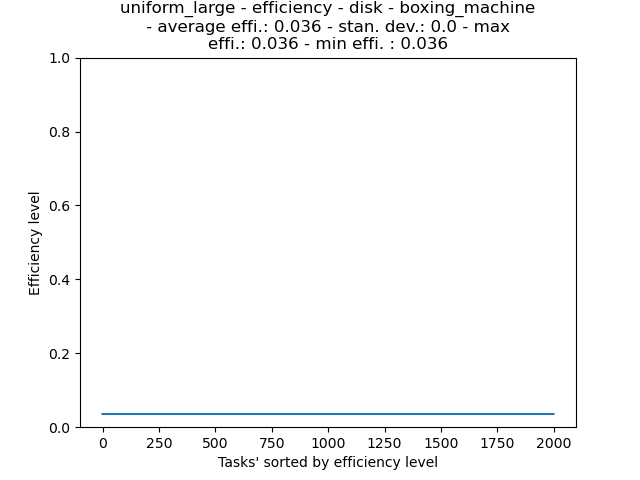 uniform_large - efficiency - disk - boxing_machine
- average effi.: 0.036 - stan. dev.: 0.0 - max
effi.: 0.036 - min effi. : 0.036
1.0
0.8
0.6
0.4
0.2
0.0
Efficiency level
0 250 500 750 1000 1250 1500 1750 2000
Tasks' sorted by efficiency level